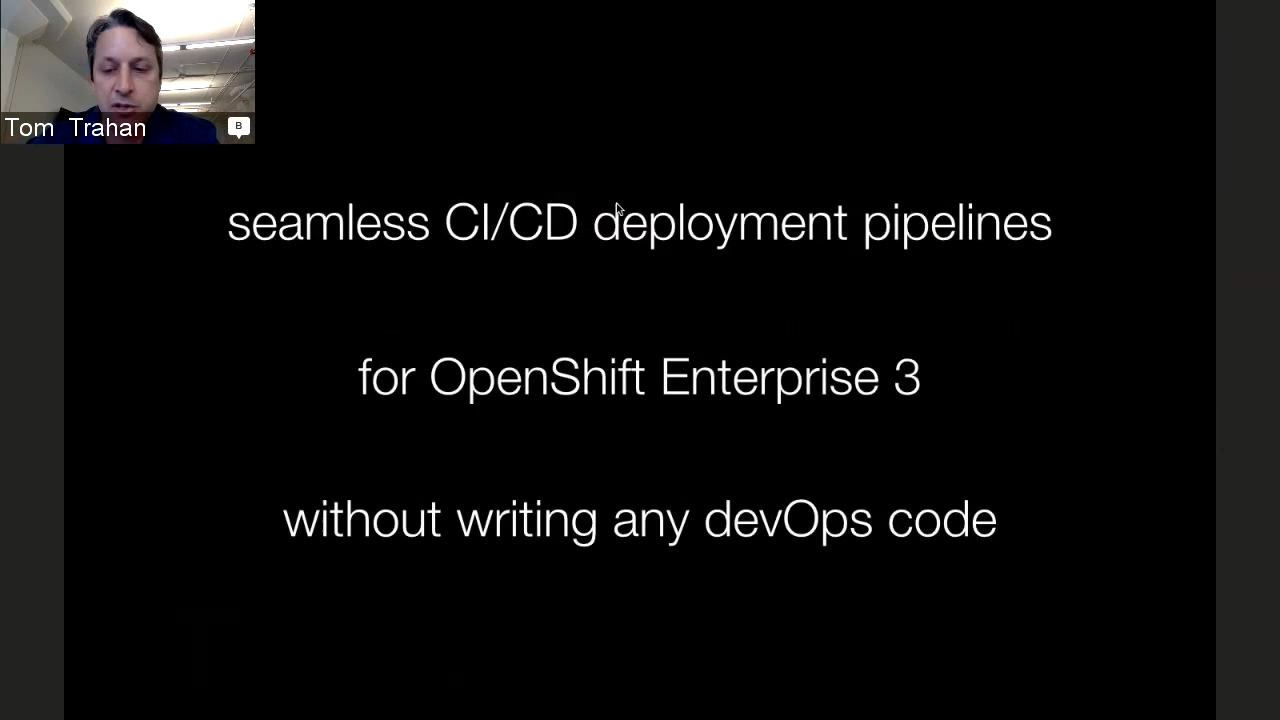 Tom Trahan
B
seamless CI/CD deployment pipelines
for OpenShift Enterprise 3
without writing any devOps code